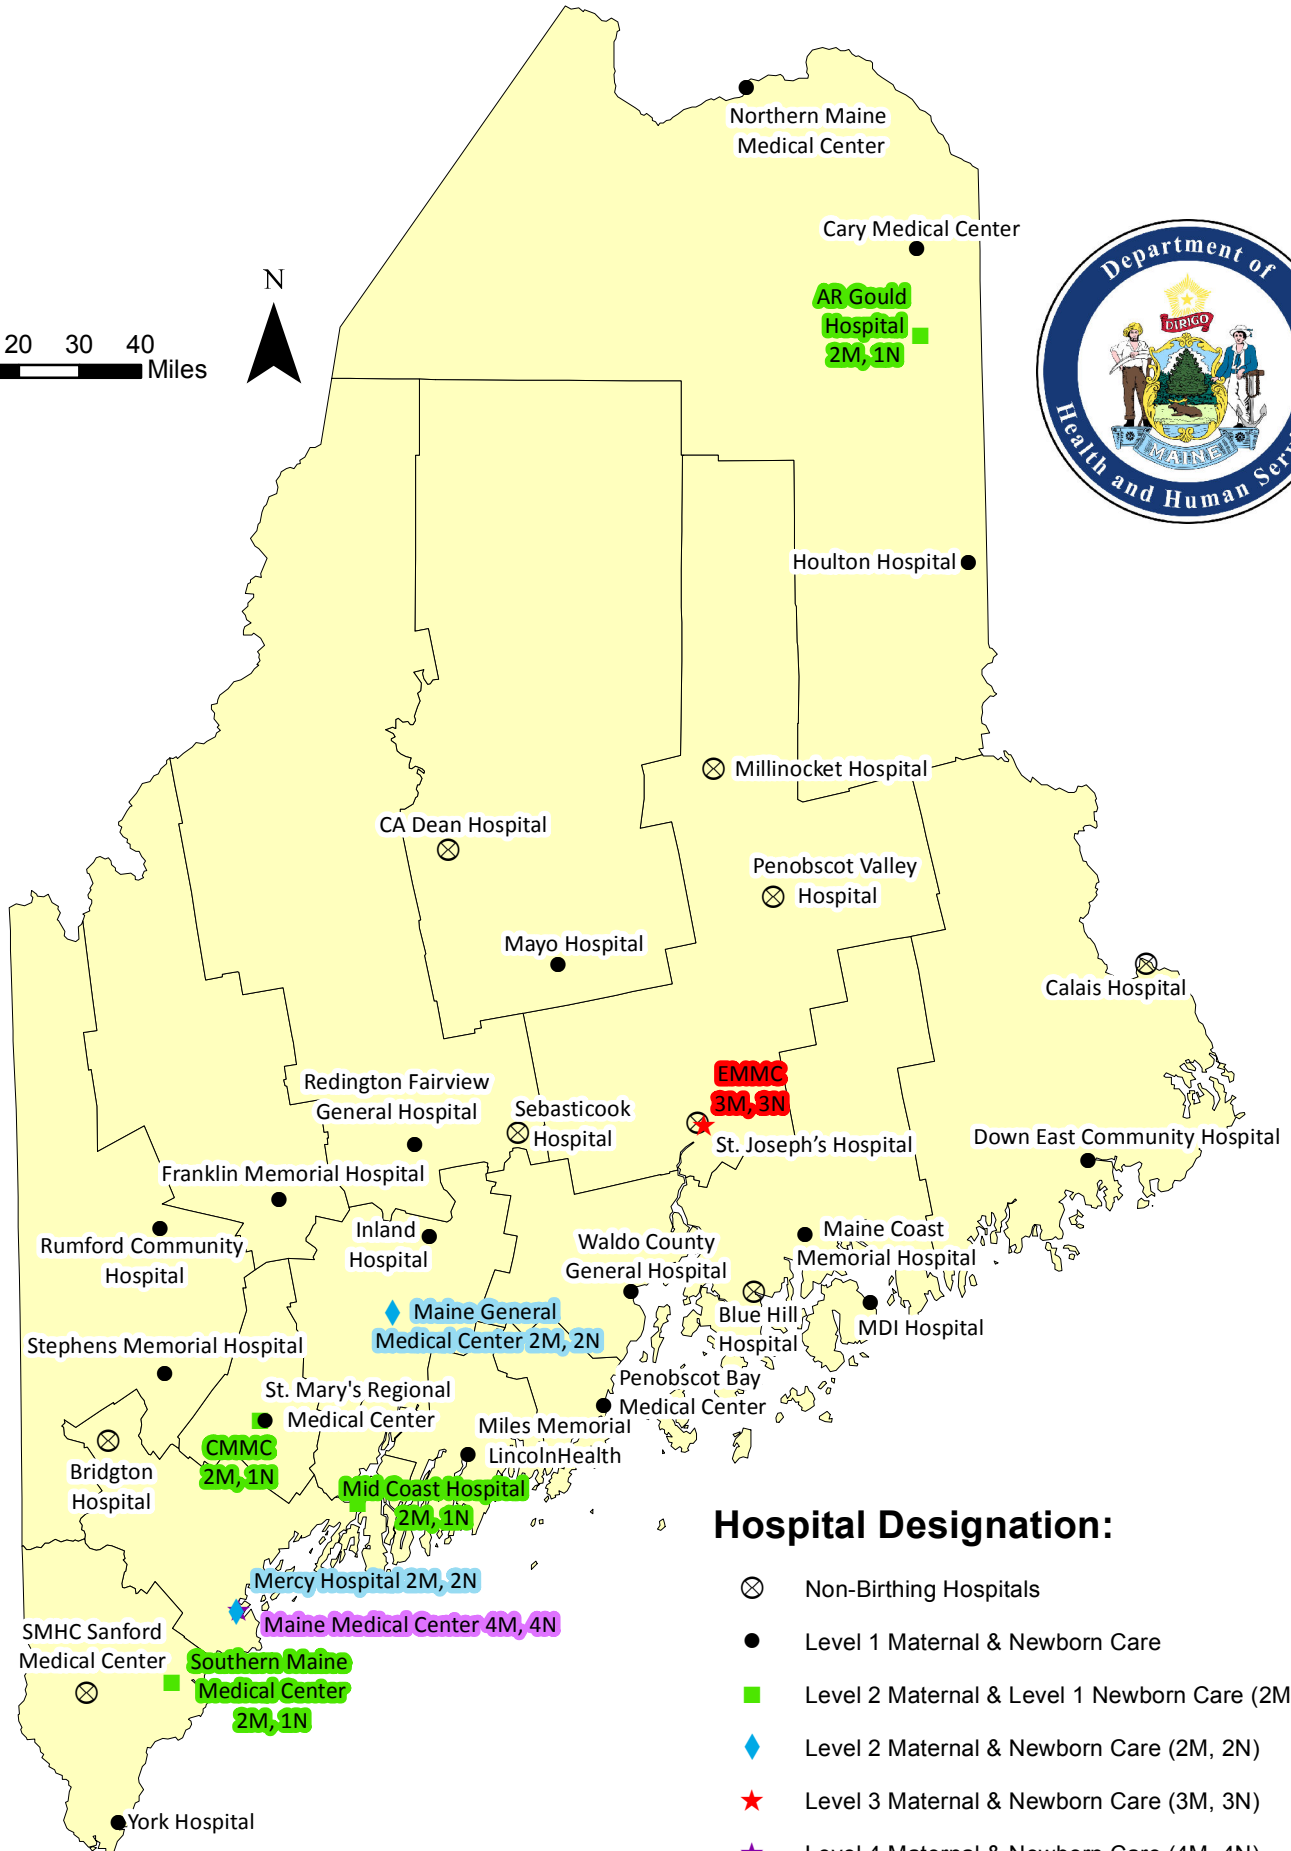 Northern Maine
Medical Center
Cary Medical Center
AR Gould
Hospital
2M, 1N
N
20 30 40
Miles
Department of
Health and Human
DIRIGO
MAINE
Houlton Hospital
Millinocket Hospital
CA Dean Hospital
Penobscot Valley
Hospital
Mayo Hospital
Calais Hospital
EMMC
3M, 3N
St. Joseph's Hospital
Redington Fairview
General Hospital
Sebasticook
Hospital
Down East Community Hospital
Franklin Memorial Hospital
Rumford Community
Hospital
Inland
Hospital
Waldo County
General Hospital
Maine Coast
Memorial Hospital
Blue Hill
Hospital
MDI Hospital
Maine General
Medical Center 2M, 2N
Stephens Memorial Hospital
St. Mary's Regional
Medical Center
Penobscot Bay
Medical Center
Miles Memorial
LincolnHealth
CMMC
2M, 1N
Bridgton
Hospital
Mid Coast Hospital
2M, 1N
Mercy Hospital 2M, 2N
Maine Medical Center 4M, 4N
SMHC Sanford
Medical Center
Southern Maine
Medical Center
2M, 1N
York Hospital
Hospital Designation:
Non-Birthing Hospitals
Level 1 Maternal & Newborn Care
Level 2 Maternal & Level 1 Newborn Care (2M
Level 2 Maternal & Newborn Care (2M, 2N)
Level 3 Maternal & Newborn Care (3M, 3N)
Level 4 Maternal & Newborn Care (4M, 4N)